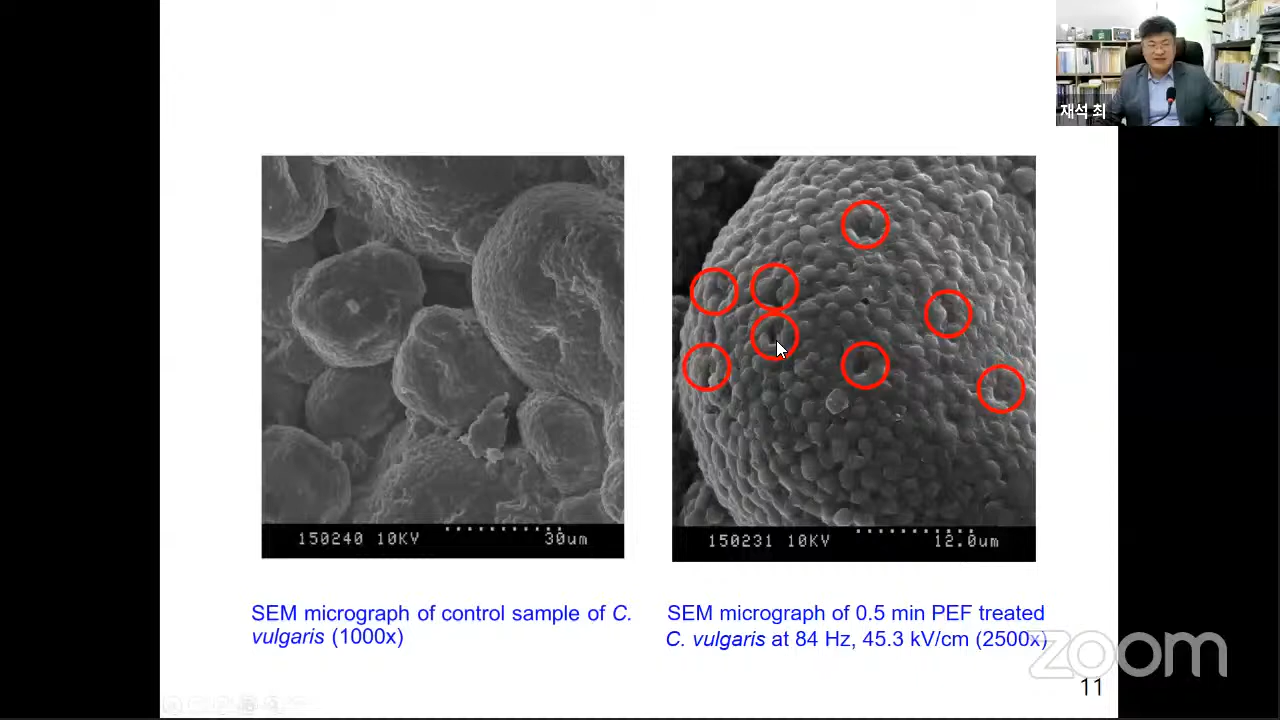 재석 최
150240 10KV 30um
150231 10KV 12.0um
SEM micrograph of control sample of C.
vulgaris (1000x)
SEM micrograph of 0.5 min PEF treated
C. vulgaris at 84 Hz, 45.3 kV/cm (2500x)
zoom
11